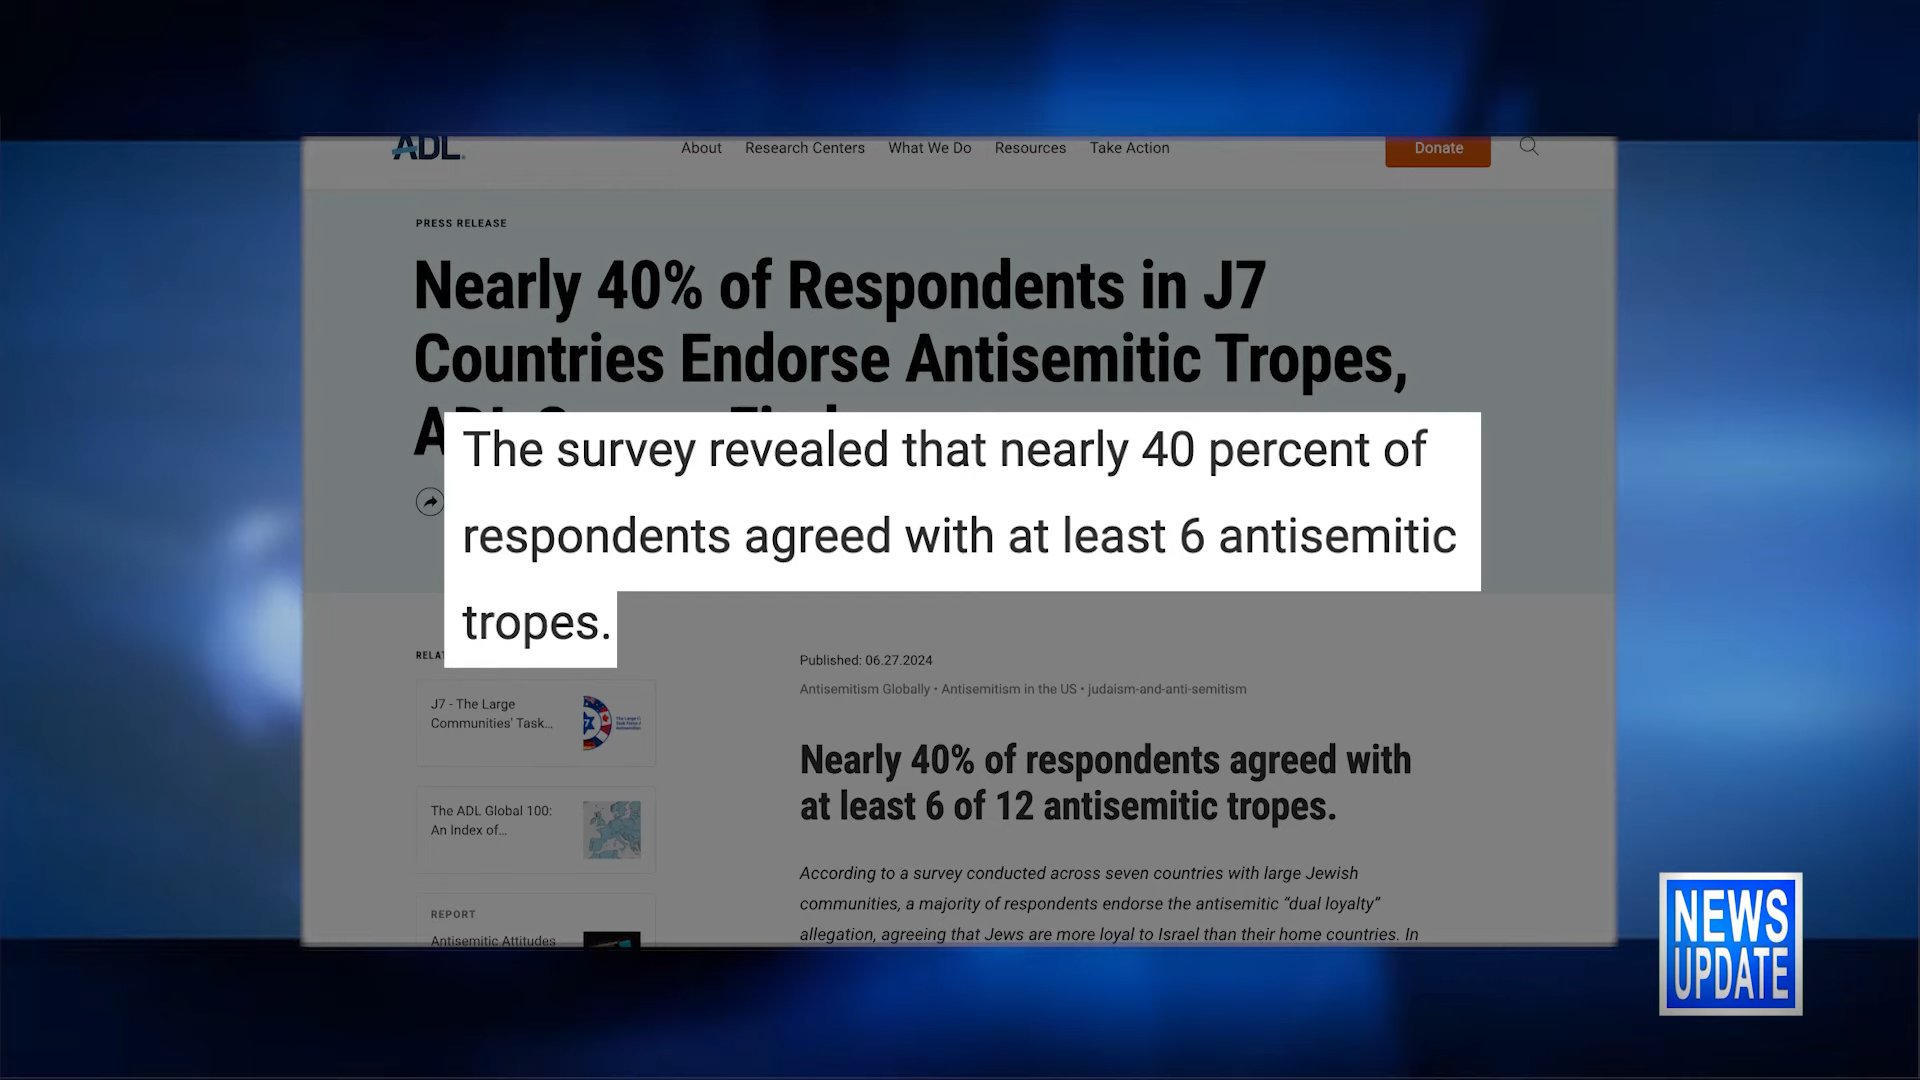 ADL
About Research Centers What We Do Resources Take Action Donate
PRESS RELEASE
Nearly 40% of Respondents in J7
Countries Endorse Antisemitic Tropes,
The survey revealed that nearly 40 percent of
respondents agreed with at least 6 antisemitic
tropes.
J7 - The Large
Communities' Task...
The ADL Global 100:
An Index of...
REPORT
Antisemitic Attitudes
Published: 06.27.2024
Antisemitism Globally • Antisemitism in the US • judaism-and-anti-semitism
Nearly 40% of respondents agreed with
at least 6 of 12 antisemitic tropes.
According to a survey conducted across seven countries with large Jewish
communities, a majority of respondents endorse the antisemitic “dual loyalty”
allegation, agreeing that Jews are more loyal to Israel than their home countries. In
NEWS
UPDATE